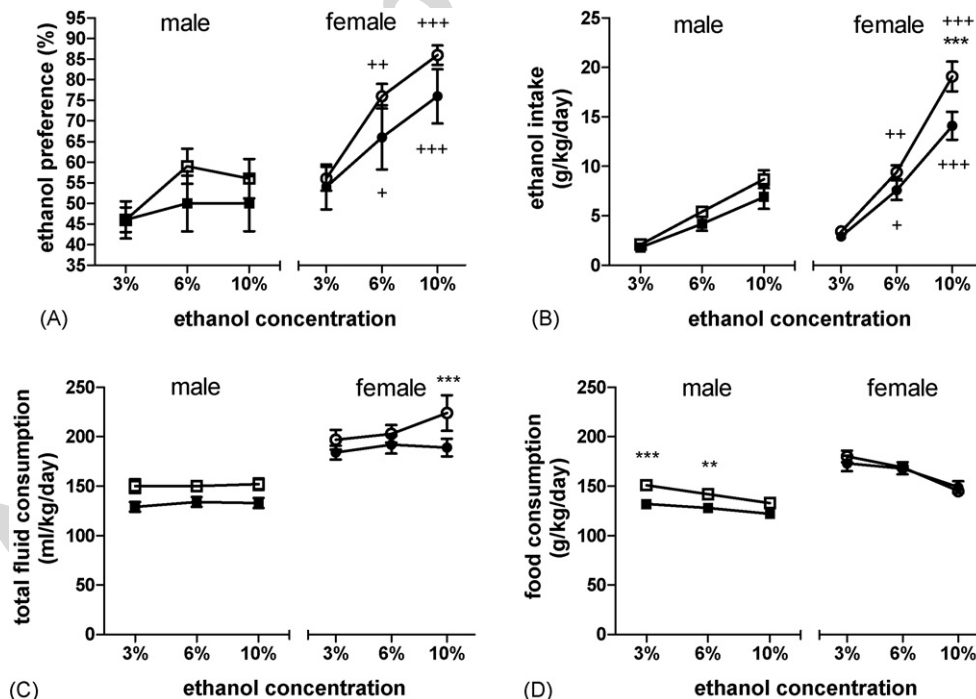 male
female
+++
++
+++
+
ethanol preference (%)
95
90
85
80
75
70
65
60
55
50
45
40
35
3%
6%
10%
3%
6%
10%
(A)
ethanol concentration
male
female
+++
***
++
+++
+
ethanol intake
(g/kg/day)
25
20
15
10
5
0
3%
6%
10%
3%
6%
10%
(B)
ethanol concentration
male
female
***
total fluid consumption
(ml/kg/day)
250
200
150
100
50
0
3%
6%
10%
3%
6%
10%
(C)
ethanol concentration
male
female
***
**
food consumption
(g/kg/day)
250
200
150
100
50
0
3%
6%
10%
3%
6%
10%
(D)
ethanol concentration